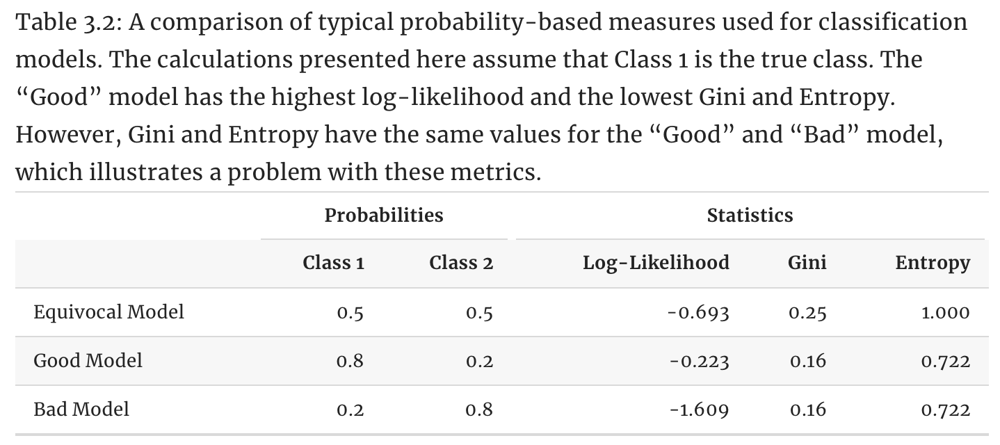 Table 3.2: A comparison of typical probability-based measures used for classification
models. The calculations presented here assume that Class 1 is the true class. The
“Good” model has the highest log-likelihood and the lowest Gini and Entropy.
However, Gini and Entropy have the same values for the “Good” and “Bad” model,
which illustrates a problem with these metrics.
Probabilities Statistics
Class 1 Class 2 Log-Likelihood Gini Entropy
Equivocal Model 0.5 0.5 -0.693 0.25 1.000
Good Model 0.8 0.2 -0.223 0.16 0.722
Bad Model 0.2 0.8 -1.609 0.16 0.722